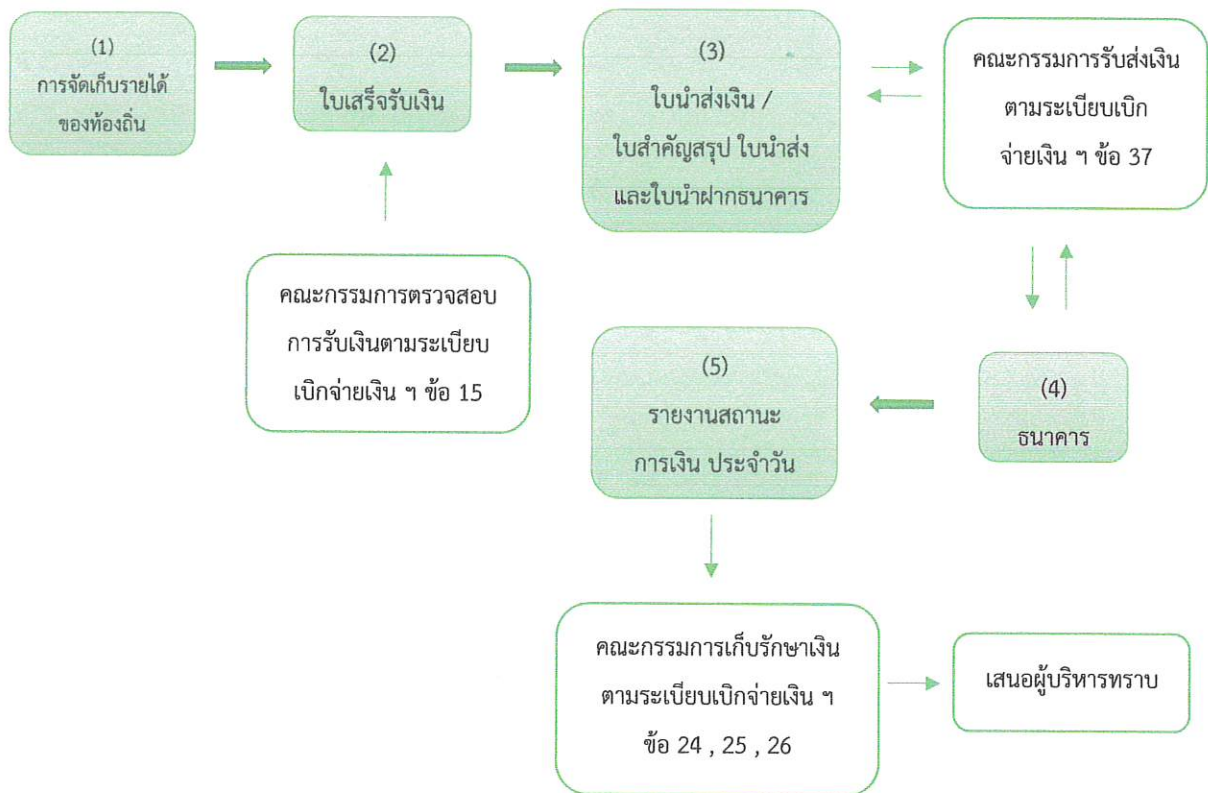 (1)
การจัดเก็บรายได้
ของท้องถิ่น
(2)
ใบเสร็จรับเงิน
(3)
ใบนำส่งเงิน /
ใบสำคัญสรุป ใบนำส่ง
และใบนำฝากธนาคาร
คณะกรรมการรับส่งเงิน
ตามระเบียบเบิก
จ่ายเงิน ฯ ข้อ 37
คณะกรรมการตรวจสอบ
การรับเงินตามระเบียบ
เบิกจ่ายเงิน ฯ ข้อ 15
(4)
ธนาคาร
(5)
รายงานสถานะ
การเงิน ประจำวัน
คณะกรรมการเก็บรักษาเงิน
ตามระเบียบเบิกจ่ายเงิน ฯ
ข้อ 24 , 25 , 26
เสนอผู้บริหารทราบ